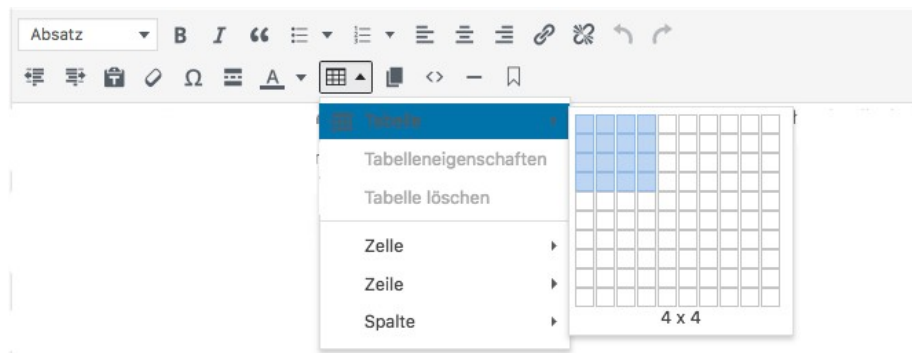 Absatz
Tabelle
Tabelleneigenschaften
Tabelle löschen
Zelle
Zeile
Spalte
4 x 4